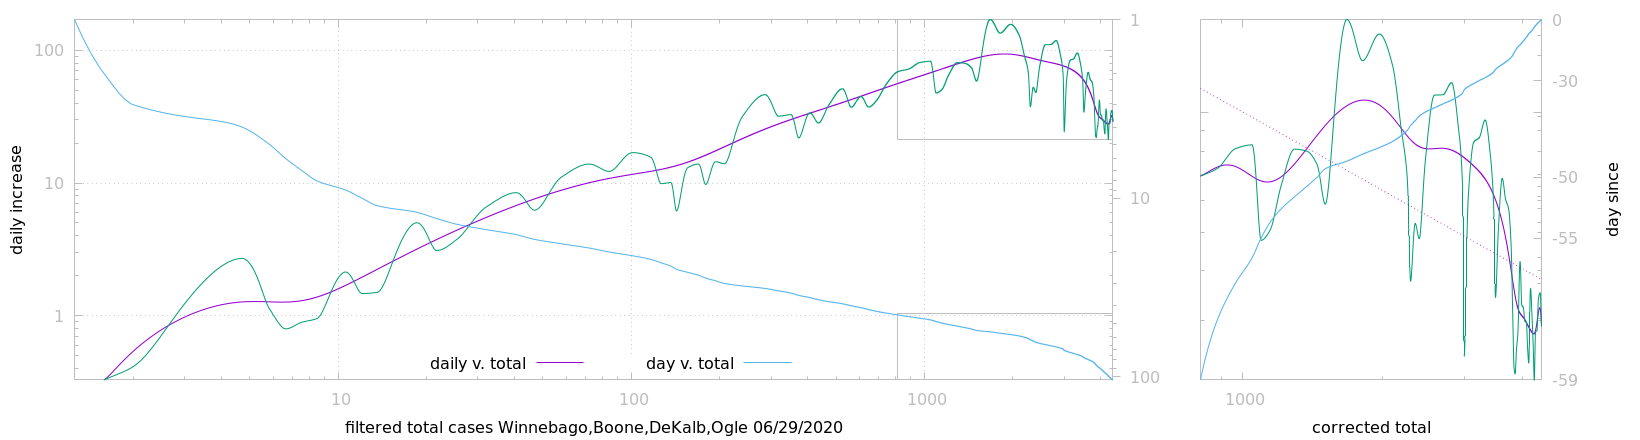 100
10
1
daily increase
daily v. total
day v. total
10
100
1000
filtered total cases Winnebago,Boone,DeKalb,Ogle 06/29/2020
1
10
100
1000
corrected total
0
-30
-50
-55
-59
day since